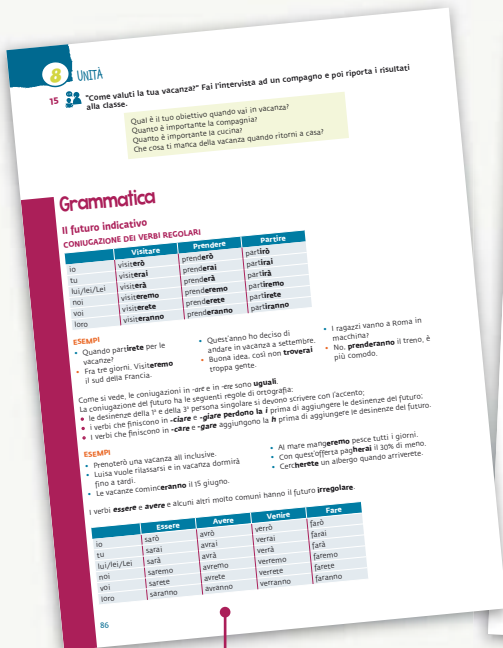 8 UNITÀ
15 "Come valuti la tua vacanza?" Fai l'intervista ad un compagno e poi riporta i risultati
alla classe.
Qual è il tuo obiettivo quando vai in vacanza?
Quanto è importante la compagnia?
Quanto è importante la cucina?
Che cosa ti manca della vacanza quando ritorni a casa?
Grammatica
Il futuro indicativo
CONIUGAZIONE DEI VERBI REGOLARI
Visitare Prendere Partire
io visiterò prenderò partirò
tu visiterai prenderai partirai
lui/lei/Lei visiterà prenderà partirà
noi visiteremo prenderemo partiremo
voi visiterete prenderete partirete
loro visiteranno prenderanno partiranno
ESEMPI
• Quando partirete per le
vacanze?
• Fra tre giorni. Visiteremo
il sud della Francia.
• Quest'anno ho deciso di
andare in vacanza a settembre.
• Buona idea, così non troverai
troppa gente.
• I ragazzi vanno a Roma in
macchina?
• No, prenderanno il treno, è
più comodo.
Come si vede, le coniugazioni in -are e in -ere sono uguali.
La coniugazione del futuro ha le seguenti regole di ortografia:
• le desinenze della 1ª e della 3ª persona singolare si devono scrivere con l'accento;
• i verbi che finiscono in -ciare e -giare perdono la i prima di aggiungere le desinenze del futuro;
• I verbi che finiscono in -care e -gare aggiungono la h prima di aggiungere le desinenze del futuro.
ESEMPI
• Prenoterò una vacanza all inclusive.
• Luisa vuole rilassarsi e in vacanza dormirà
fino a tardi.
• Le vacanze cominceranno il 15 giugno.
• Al mare mangeremo pesce tutti i giorni.
• Con quest'offerta pagherai il 30% di meno.
• Cercherete un albergo quando arriverete.
I verbi essere e avere e alcuni altri molto comuni hanno il futuro irregolare.
Essere Avere Venire Fare
io sarò avrò verrò farò
tu sarai avrai verrai farai
lui/lei/Lei sarà avrà verrà farà
noi saremo avremo verremo faremo
voi sarete avrete verrete farete
loro saranno avranno verranno faranno
86